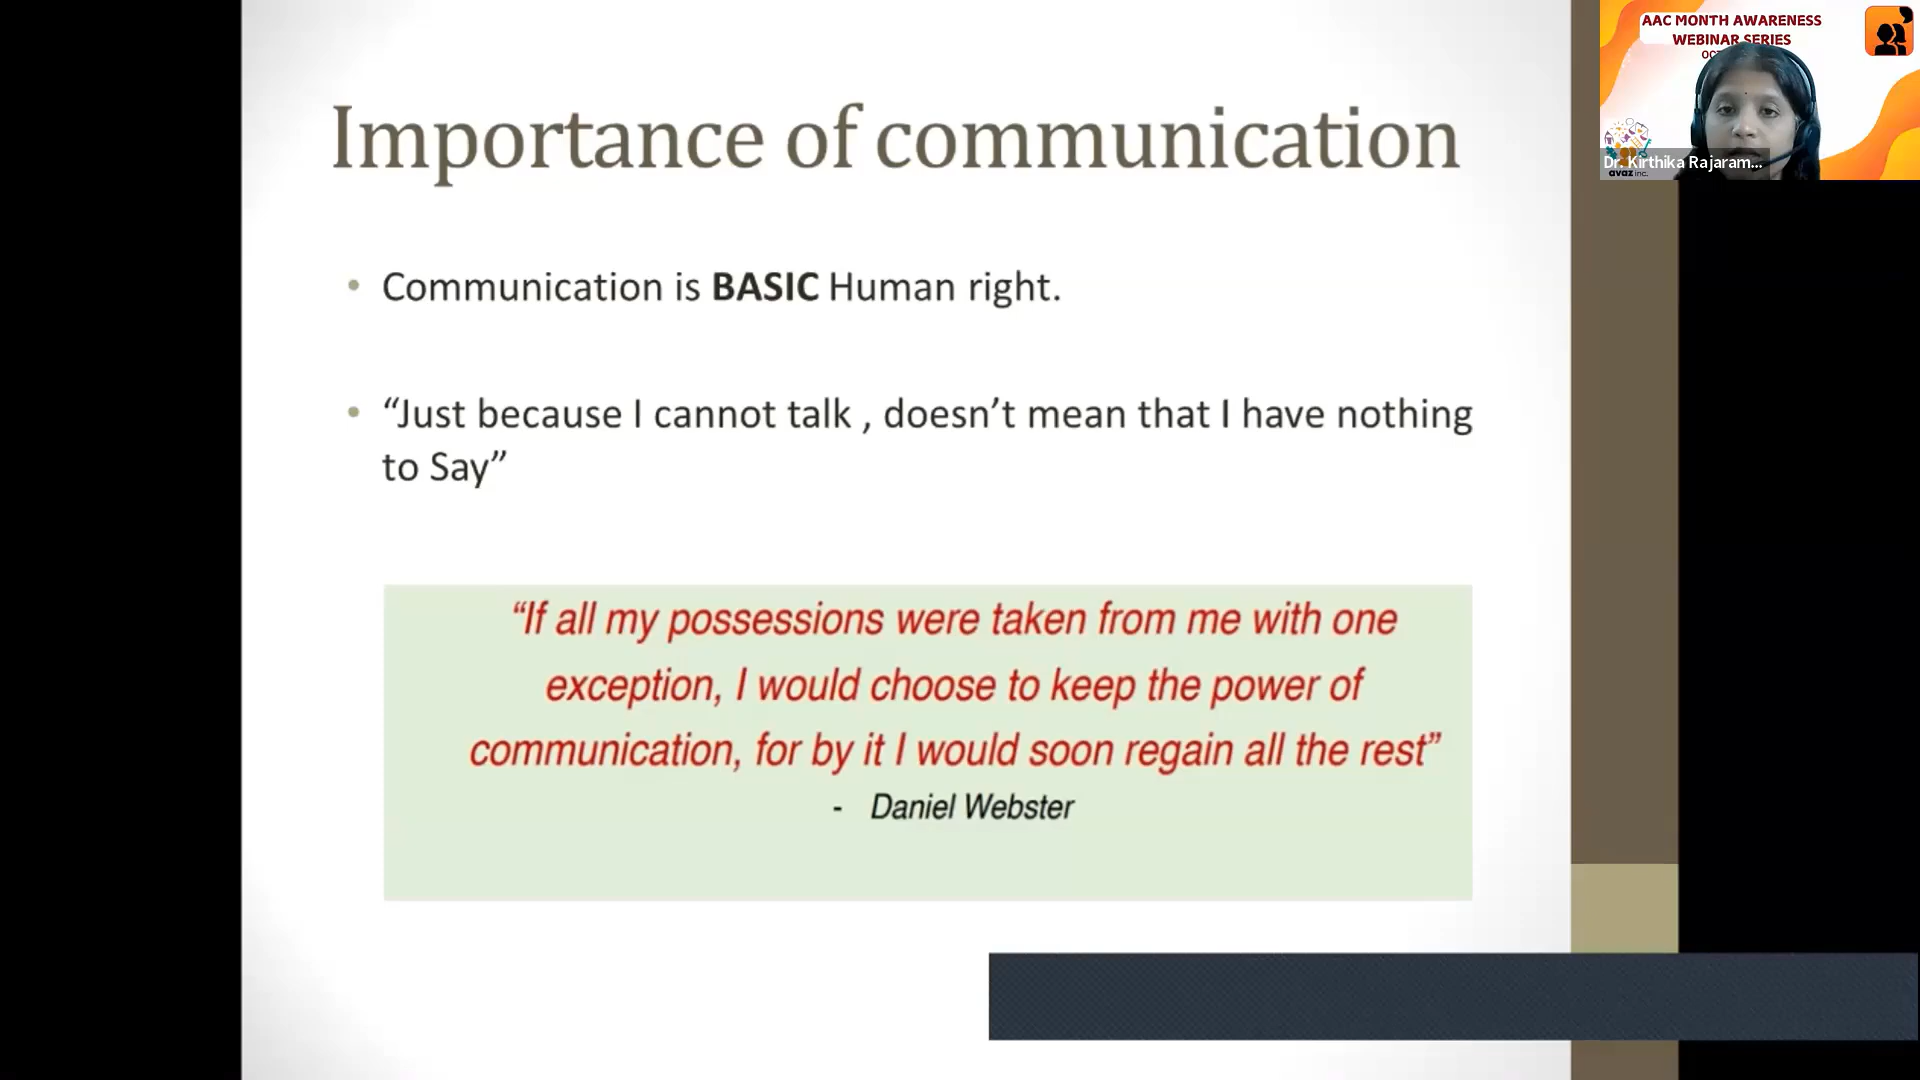 Importance of communication
• Communication is BASIC Human right.
• “Just because I cannot talk , doesn’t mean that I have nothing
to Say”
“If all my possessions were taken from me with one
exception, I would choose to keep the power of
communication, for by it I would soon regain all the rest”
- Daniel Webster
AAC MONTH AWARENESS
WEBINAR SERIES
Dr. Kirthika Rajaram...
avaz inc.